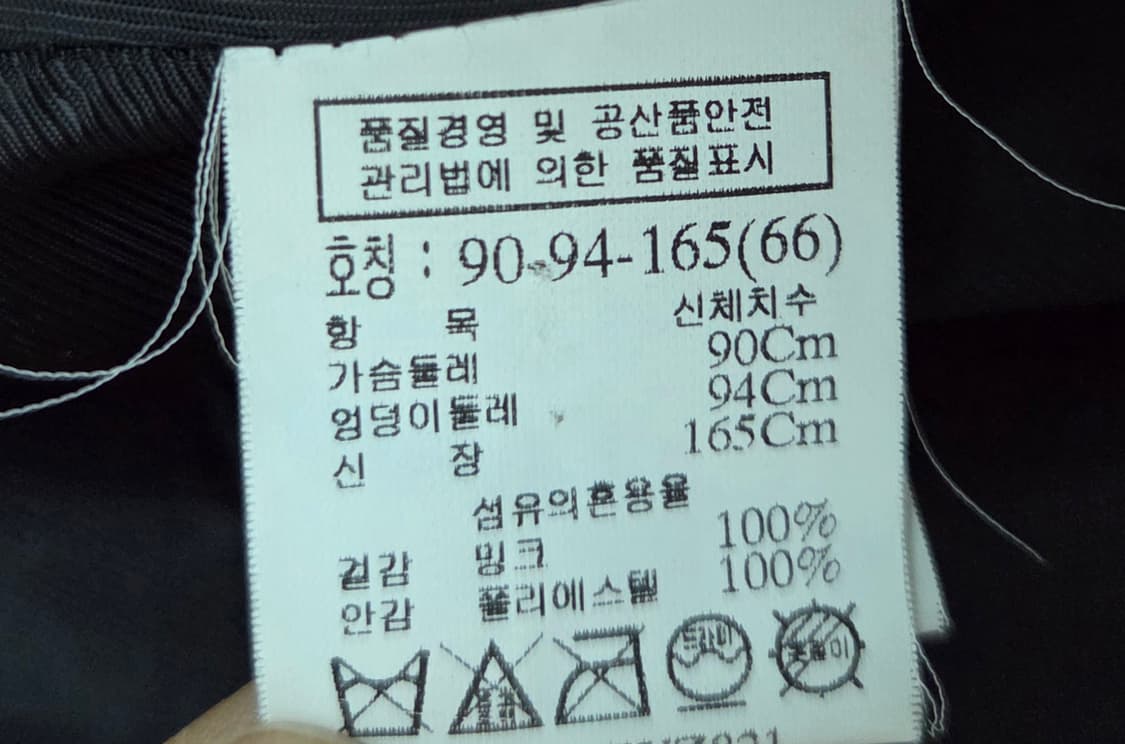 품질경영 및 공산품안전
관리법에 의한 품질표시
호칭 : 90-94-165(66)
항 목 신체치수
가슴둘레 90Cm
엉덩이둘레 94Cm
신 장 165Cm
섬유의혼용율
겉감 밍크 100%
안감 폴리에스텔 100%
드라이